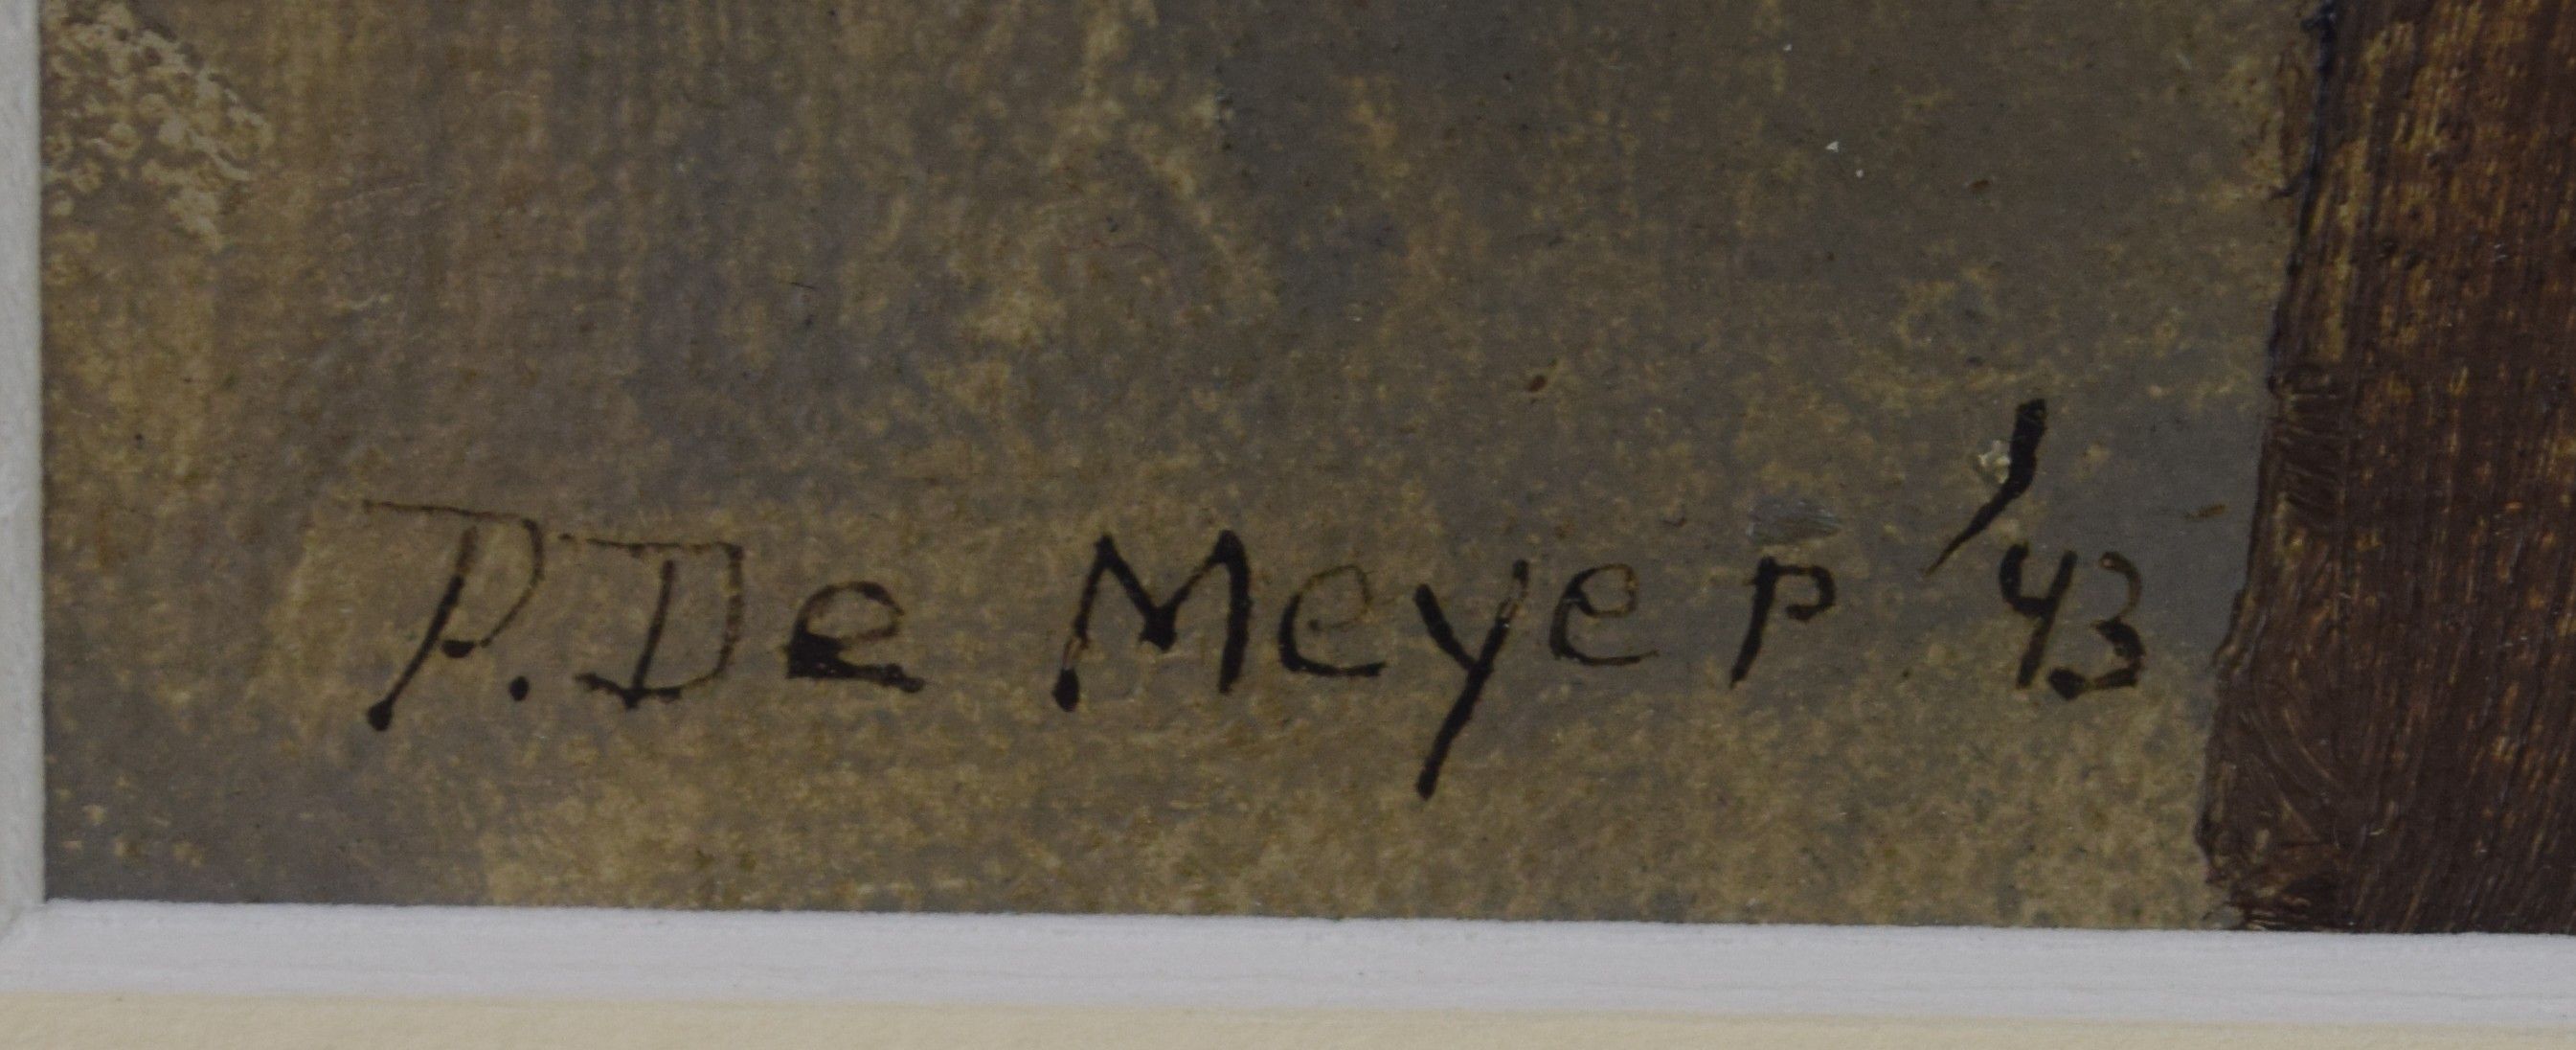 P. De Meyer '43